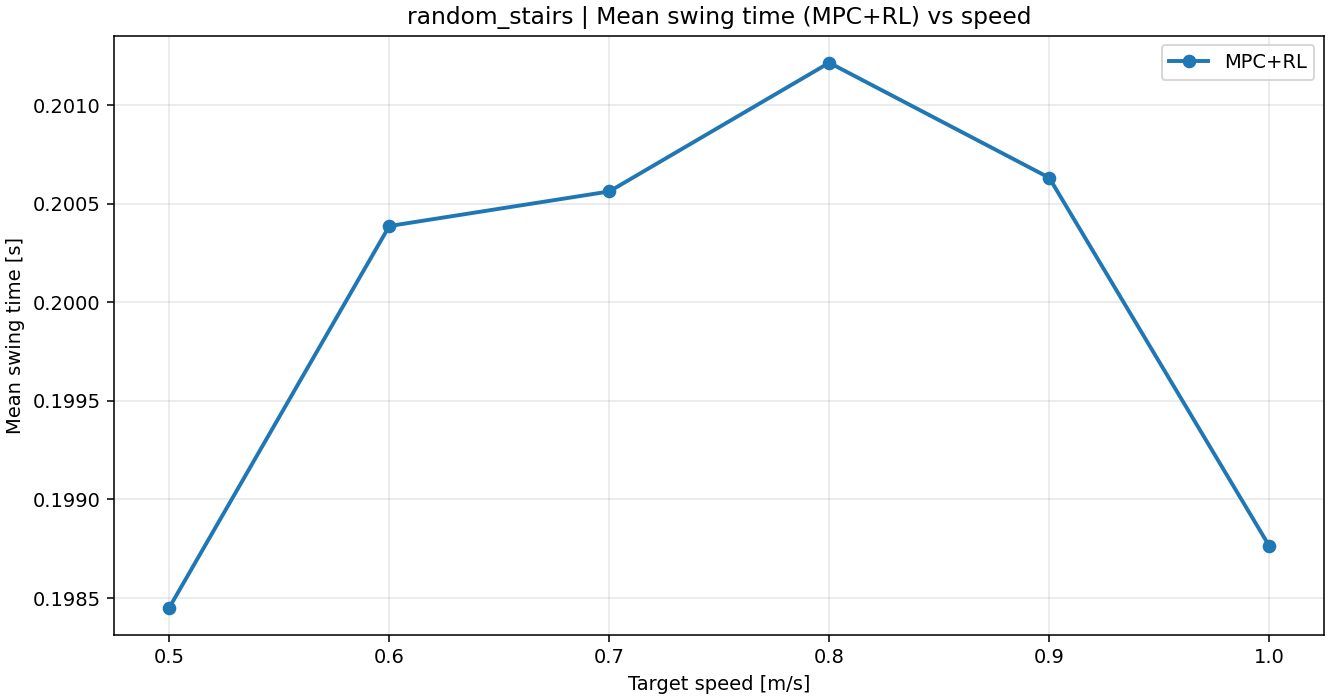 random_stairs | Mean swing time (MPC+RL) vs speed
MPC+RL
Mean swing time [s]
0.2010
0.2005
0.2000
0.1995
0.1990
0.1985
0.5 0.6 0.7 0.8 0.9 1.0
Target speed [m/s]